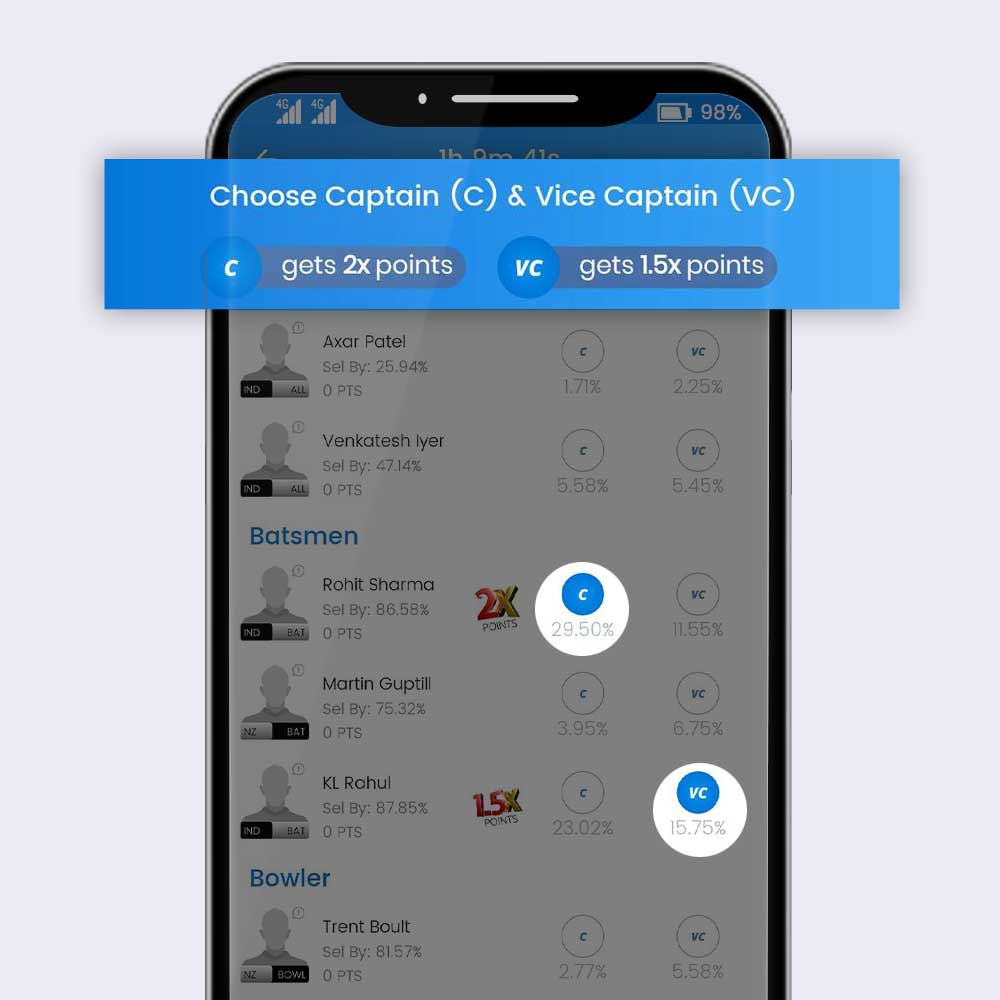 4G 4G 98%
Choose Captain (C) & Vice Captain (VC)
C gets 2x points VC gets 1.5x points
Axar Patel
Sel By: 25.94%
0 PTS
IND ALL
C
1.71%
VC
2.25%
Venkatesh Iyer
Sel By: 47.14%
0 PTS
IND ALL
C
5.58%
VC
5.45%
Batsmen
Rohit Sharma
Sel By: 86.58%
0 PTS
IND BAT
2X
POINTS
C
29.50%
VC
11.55%
Martin Guptill
Sel By: 75.32%
0 PTS
NZ BAT
C
3.95%
VC
6.75%
KL Rahul
Sel By: 87.85%
0 PTS
IND BAT
1.5X
POINTS
C
23.02%
VC
15.75%
Bowler
Trent Boult
Sel By: 81.57%
0 PTS
NZ BOWL
C
2.77%
VC
5.58%